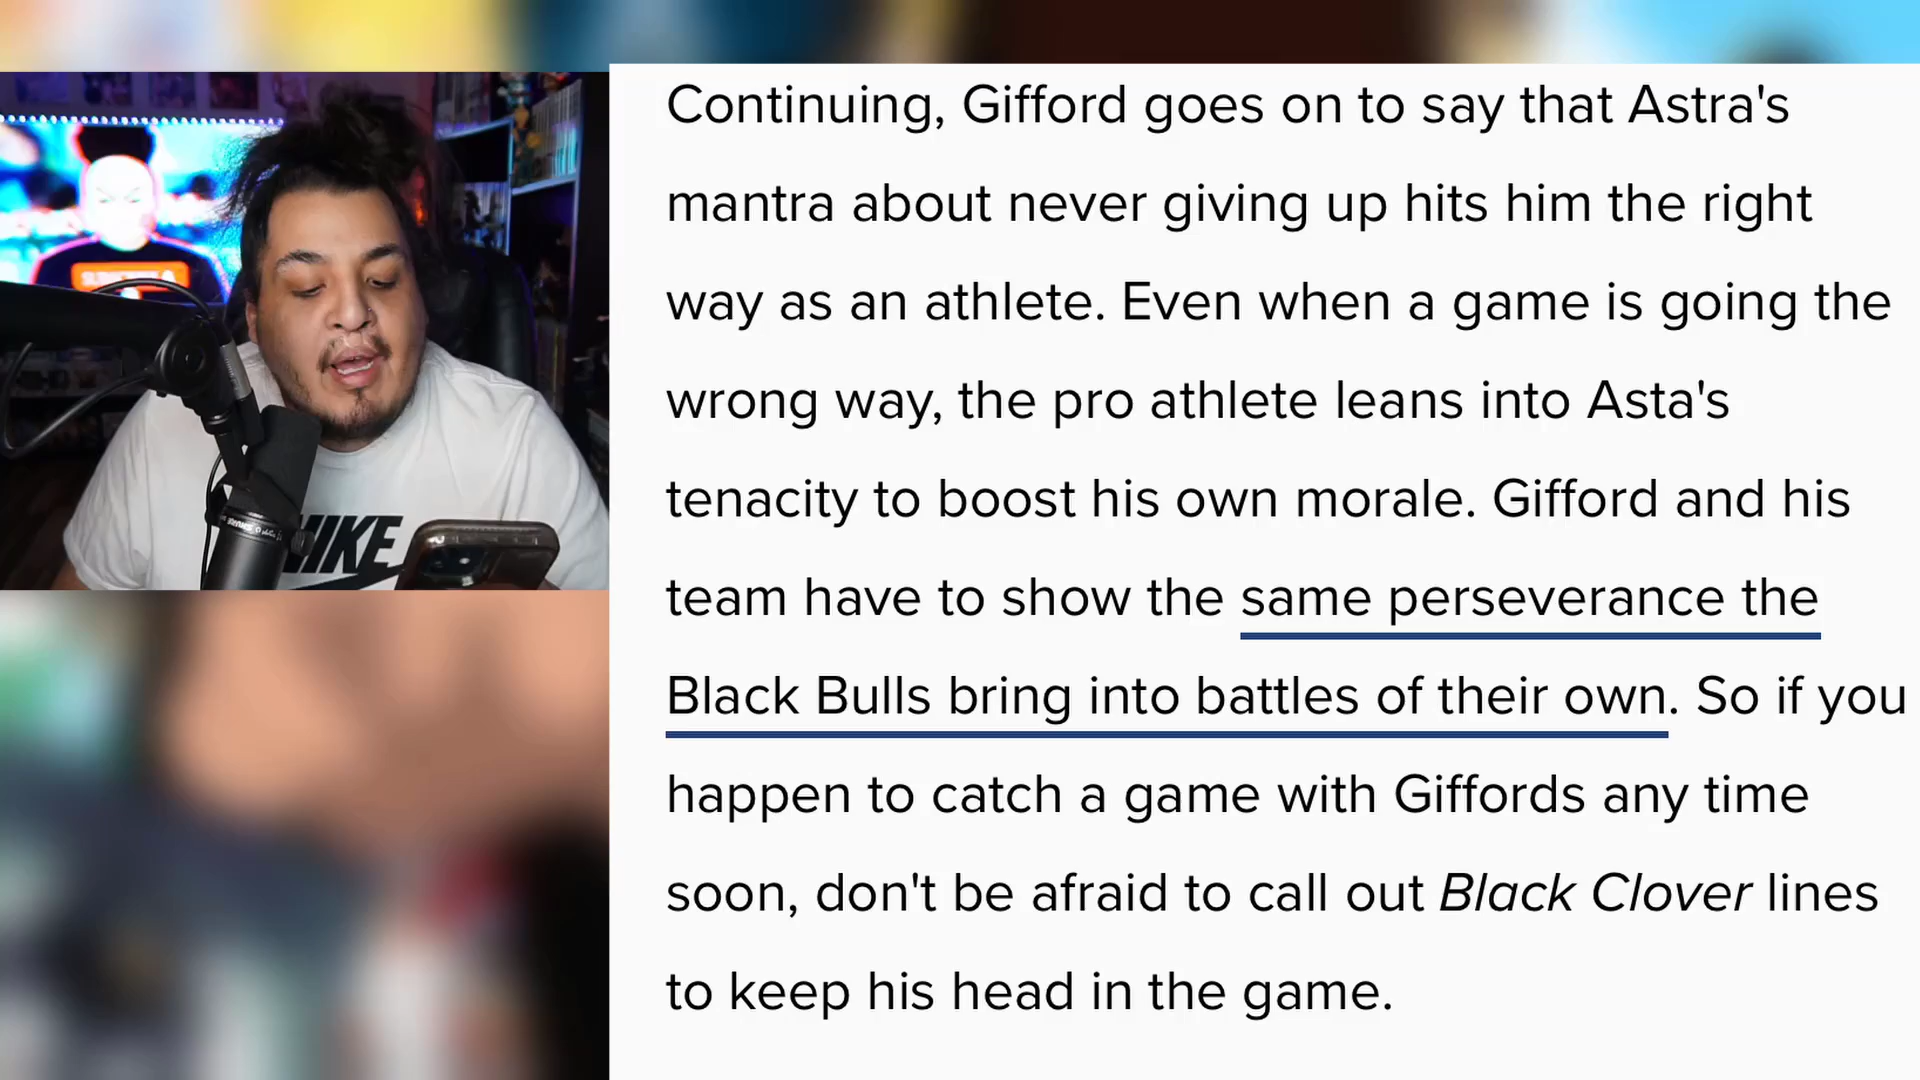 Continuing, Gifford goes on to say that Astra's
mantra about never giving up hits him the right
way as an athlete. Even when a game is going the
wrong way, the pro athlete leans into Asta's
tenacity to boost his own morale. Gifford and his
team have to show the same perseverance the
Black Bulls bring into battles of their own. So if you
happen to catch a game with Giffords any time
soon, don't be afraid to call out Black Clover lines
to keep his head in the game.
NIKE